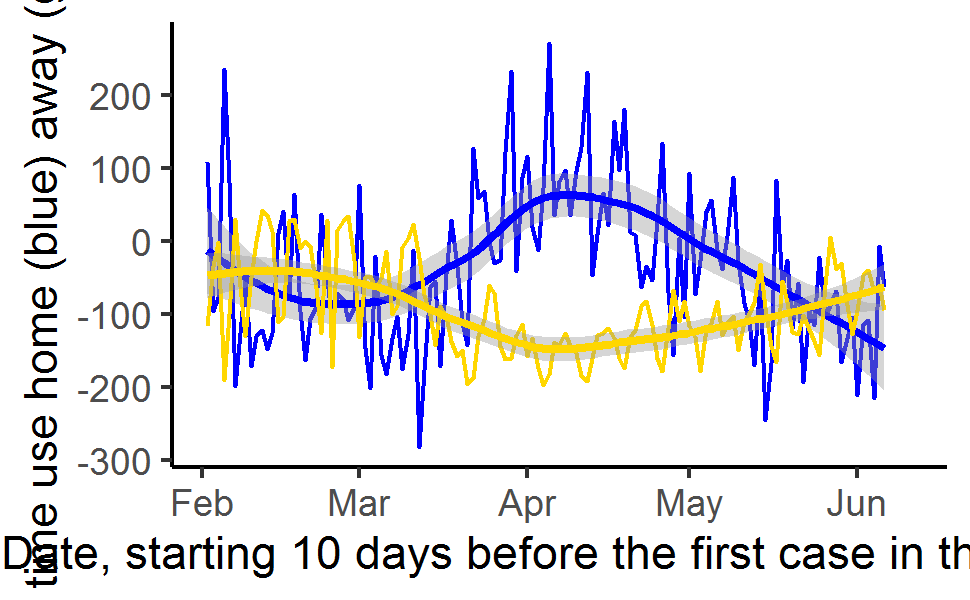 time use home (blue) away (
200
100
0
-100
-200
-300
Feb Mar Apr May Jun
Date, starting 10 days before the first case in th